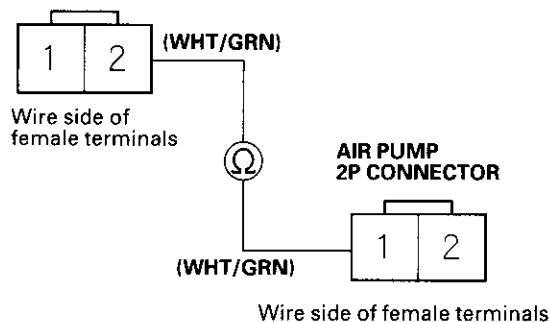 1 2
(WHT/GRN)
Wire side of
female terminals
Ω
AIR PUMP
2P CONNECTOR
1 2
(WHT/GRN)
Wire side of female terminals